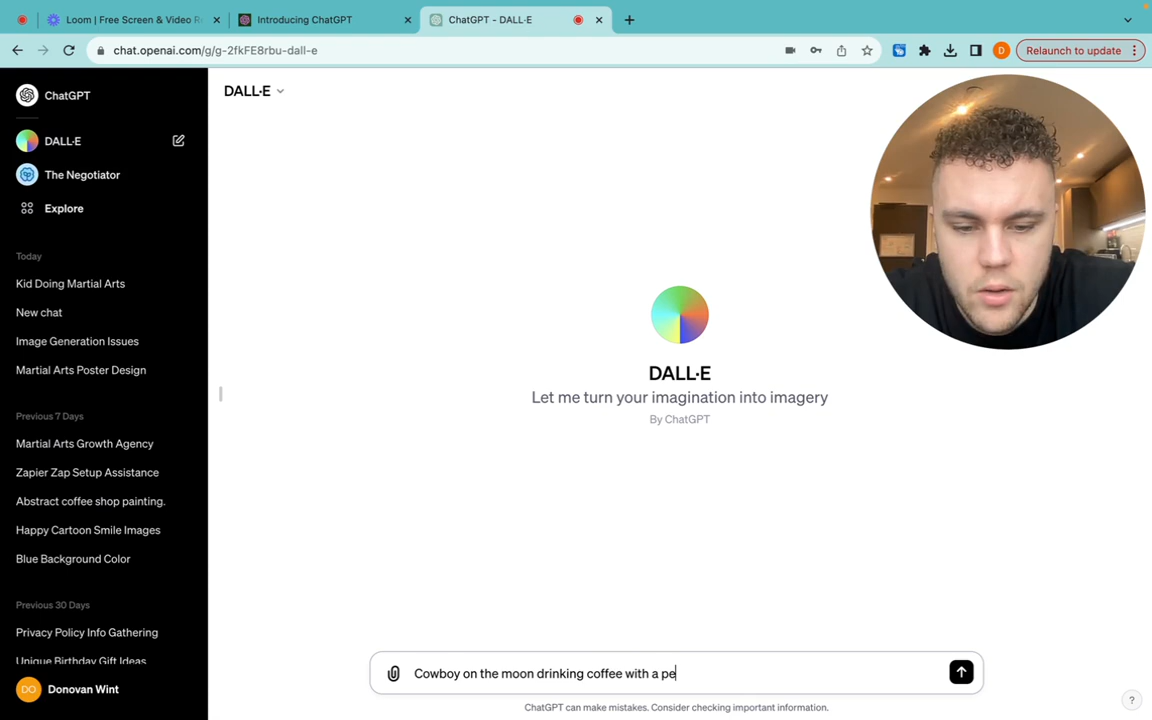 Loom | Free Screen & Video R
Introducing ChatGPT
ChatGPT - DALL·E
chat.openai.com/g/g-2fkFE8rbu-dall-e
Relaunch to update
D
ChatGPT
DALL·E
The Negotiator
Explore
Today
Kid Doing Martial Arts
New chat
Image Generation Issues
Martial Arts Poster Design
Previous 7 Days
Martial Arts Growth Agency
Zapier Zap Setup Assistance
Abstract coffee shop painting.
Happy Cartoon Smile Images
Blue Background Color
Previous 30 Days
Privacy Policy Info Gathering
Unique Birthday Gift Ideas
DO
Donovan Wint
DALL·E
DALL·E
Let me turn your imagination into imagery
By ChatGPT
Cowboy on the moon drinking coffee with a pe
ChatGPT can make mistakes. Consider checking important information.
?